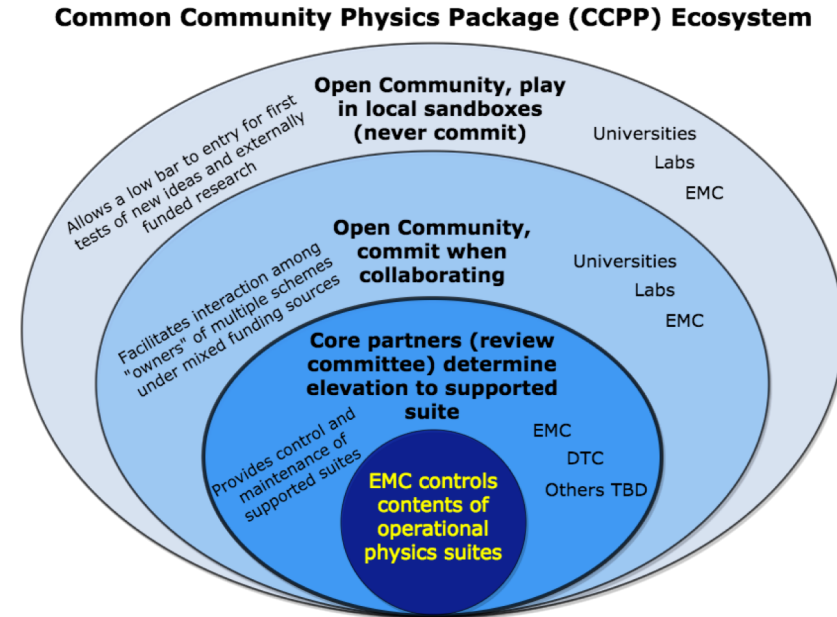 Common Community Physics Package (CCPP) Ecosystem
Open Community, play
in local sandboxes
(never commit)
Allows a low bar to entry for first
tests of new ideas and externally
funded research
Universities
Labs
EMC
Open Community,
commit when
collaborating
Facilitates interaction among
"owners" of multiple schemes
under mixed funding sources
Universities
Labs
EMC
Core partners (review
committee) determine
elevation to supported
suite
Provides control and
maintenance of
supported suites
EMC
DTC
Others TBD
EMC controls
contents of
operational
physics suites